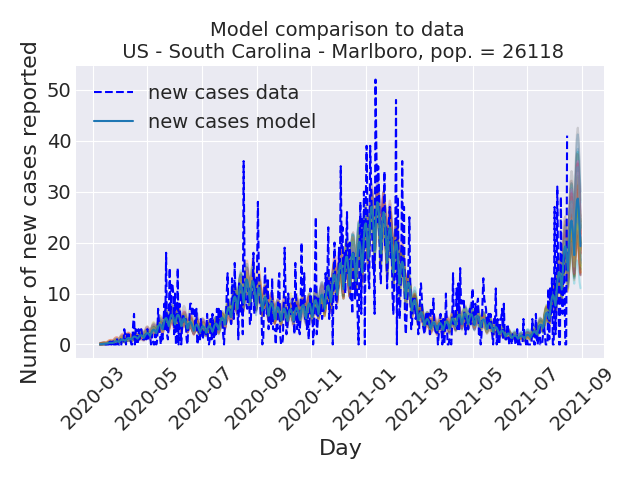 Model comparison to data
US - South Carolina - Marlboro, pop. = 26118
Number of new cases reported
50
40
30
20
10
0
new cases data
new cases model
2020-03
2020-05
2020-07
2020-09
2020-11
2021-01
2021-03
2021-05
2021-07
2021-09
Day